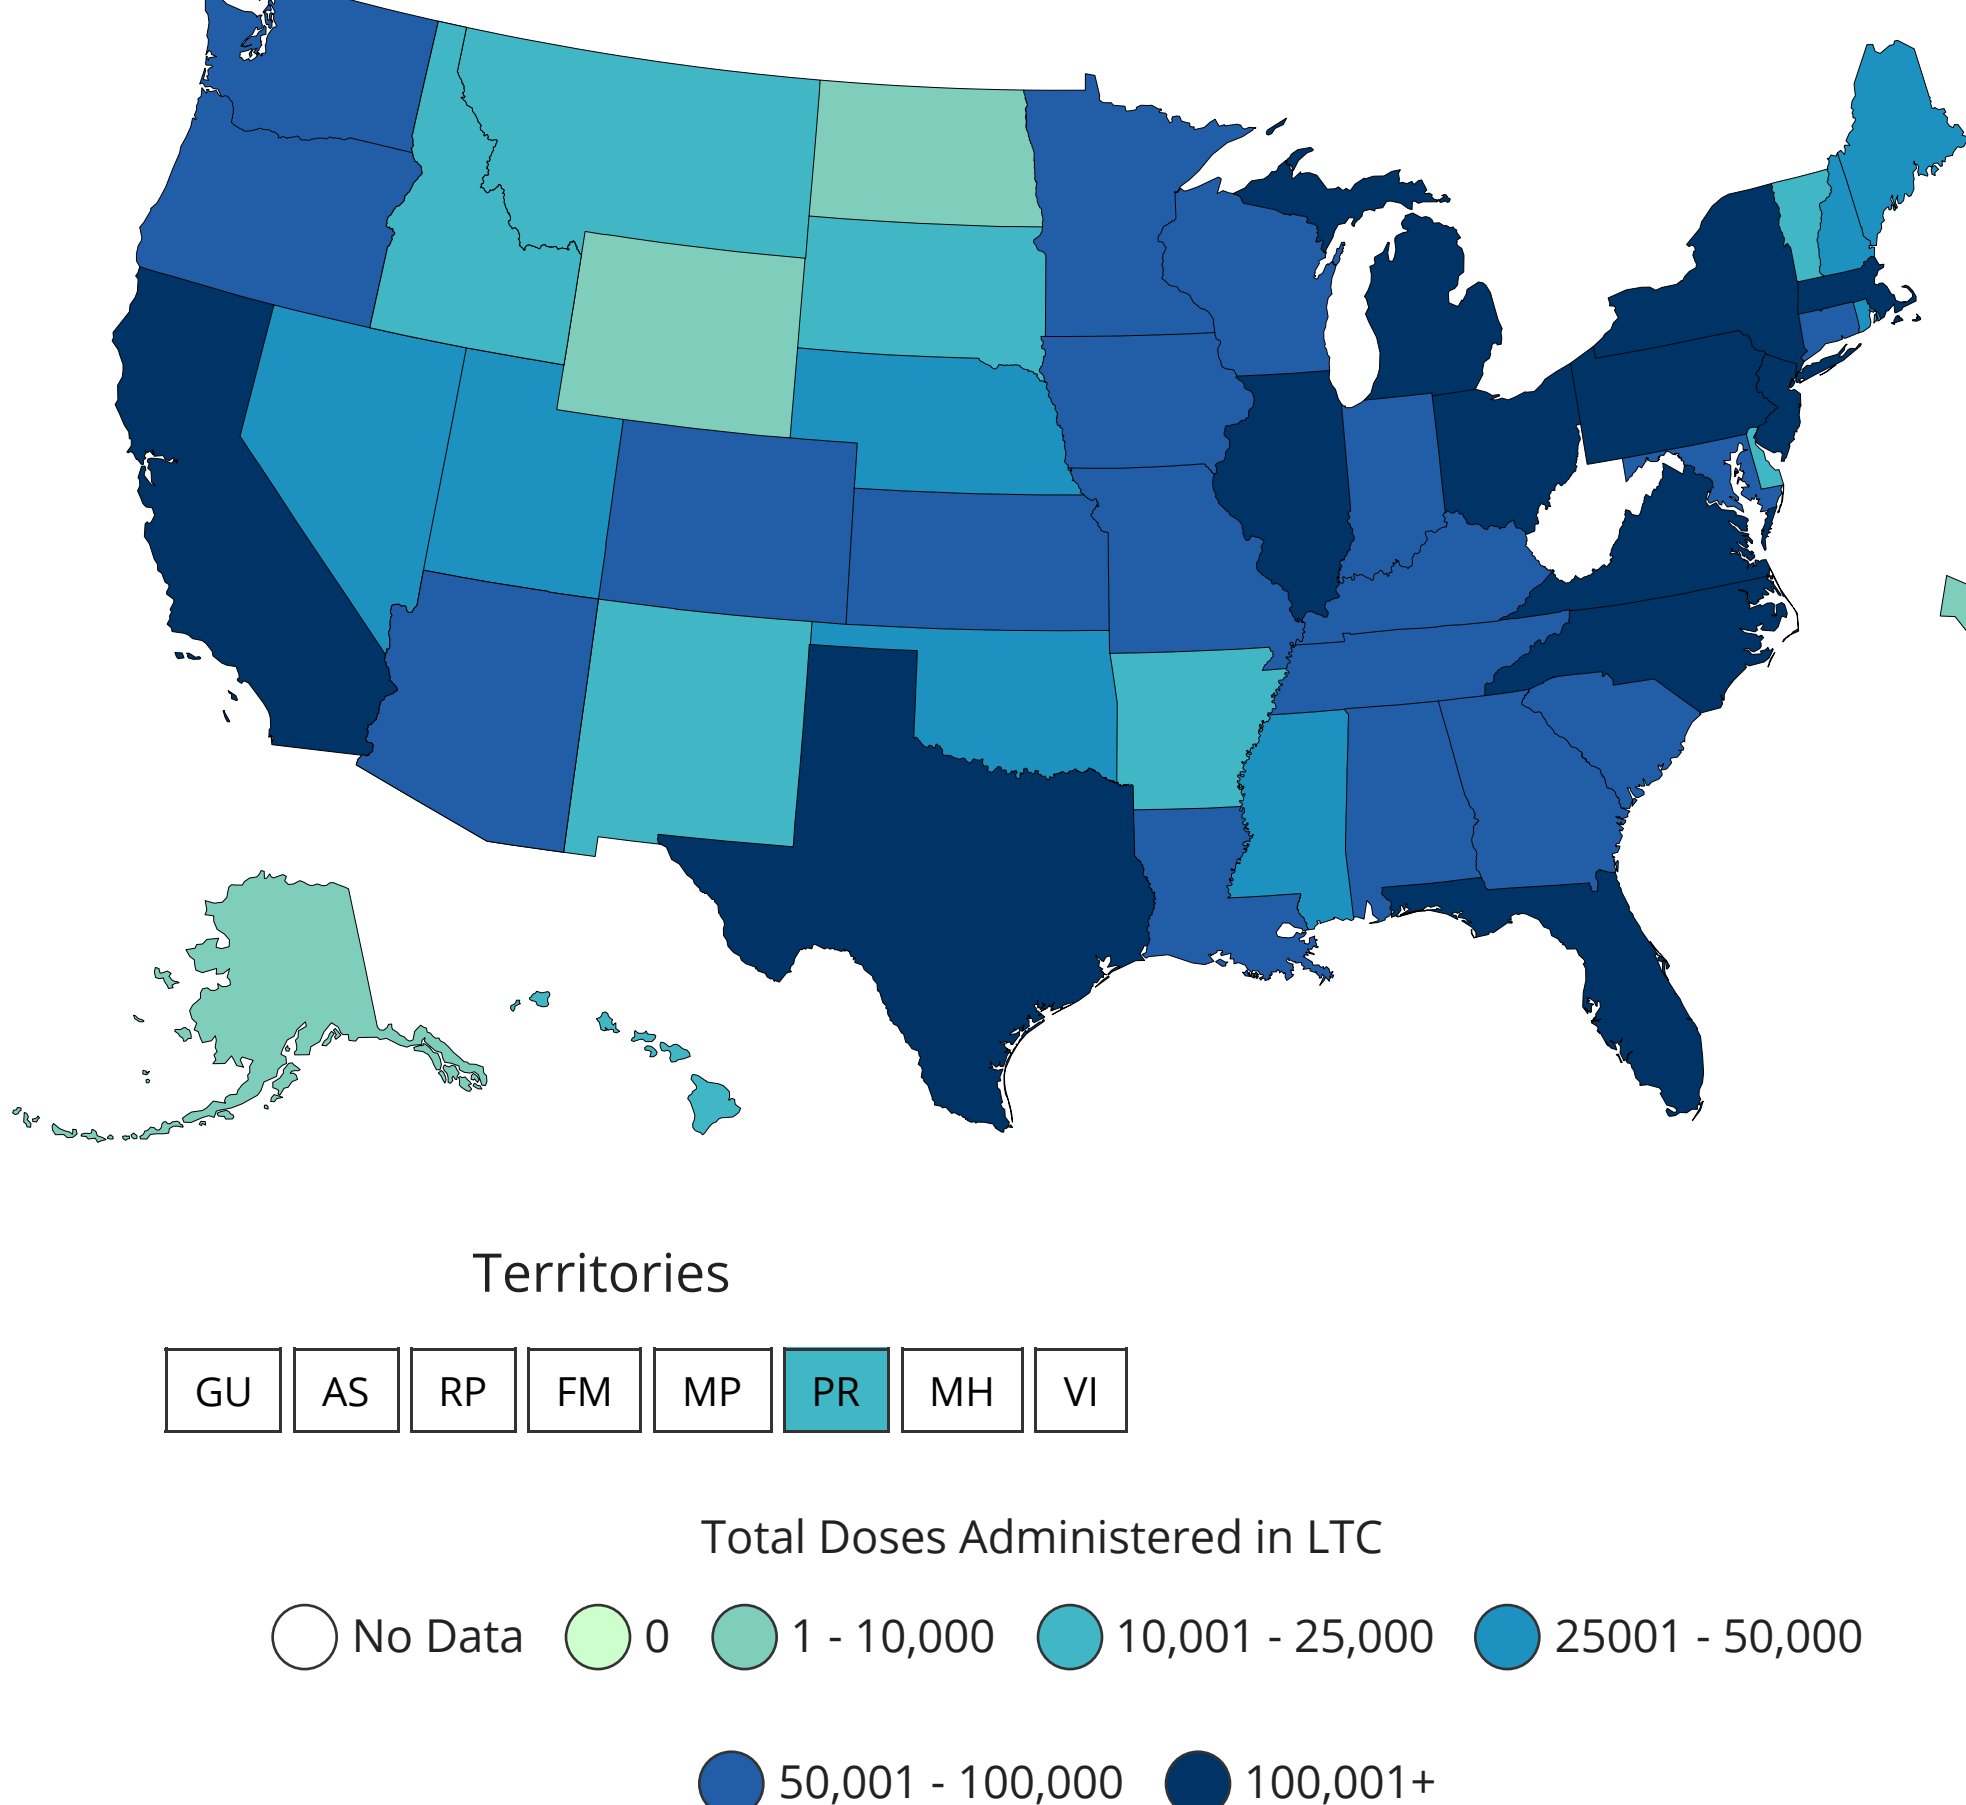 Territories
GU AS RP FM MP PR MH VI
Total Doses Administered in LTC
No Data 0 1 - 10,000 10,001 - 25,000 25001 - 50,000
50,001 - 100,000 100,001+